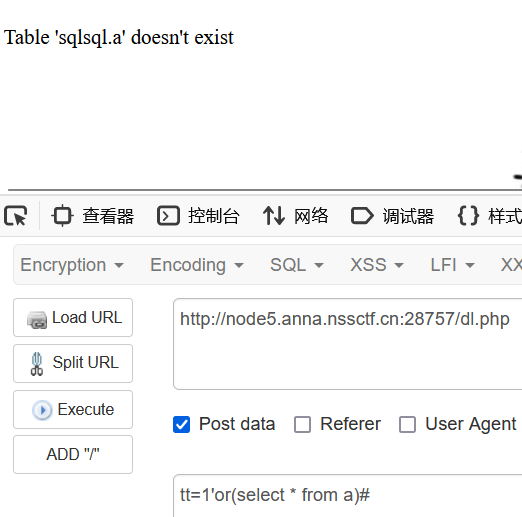 Table 'sqlsql.a' doesn't exist
查看器 控制台 网络 调试器 {} 样式
Encryption Encoding SQL XSS LFI XX
Load URL
Split URL
Execute
ADD "/"
http://node5.anna.nssctf.cn:28757/dl.php
Post data Referer User Agent
tt=1'or(select * from a)#